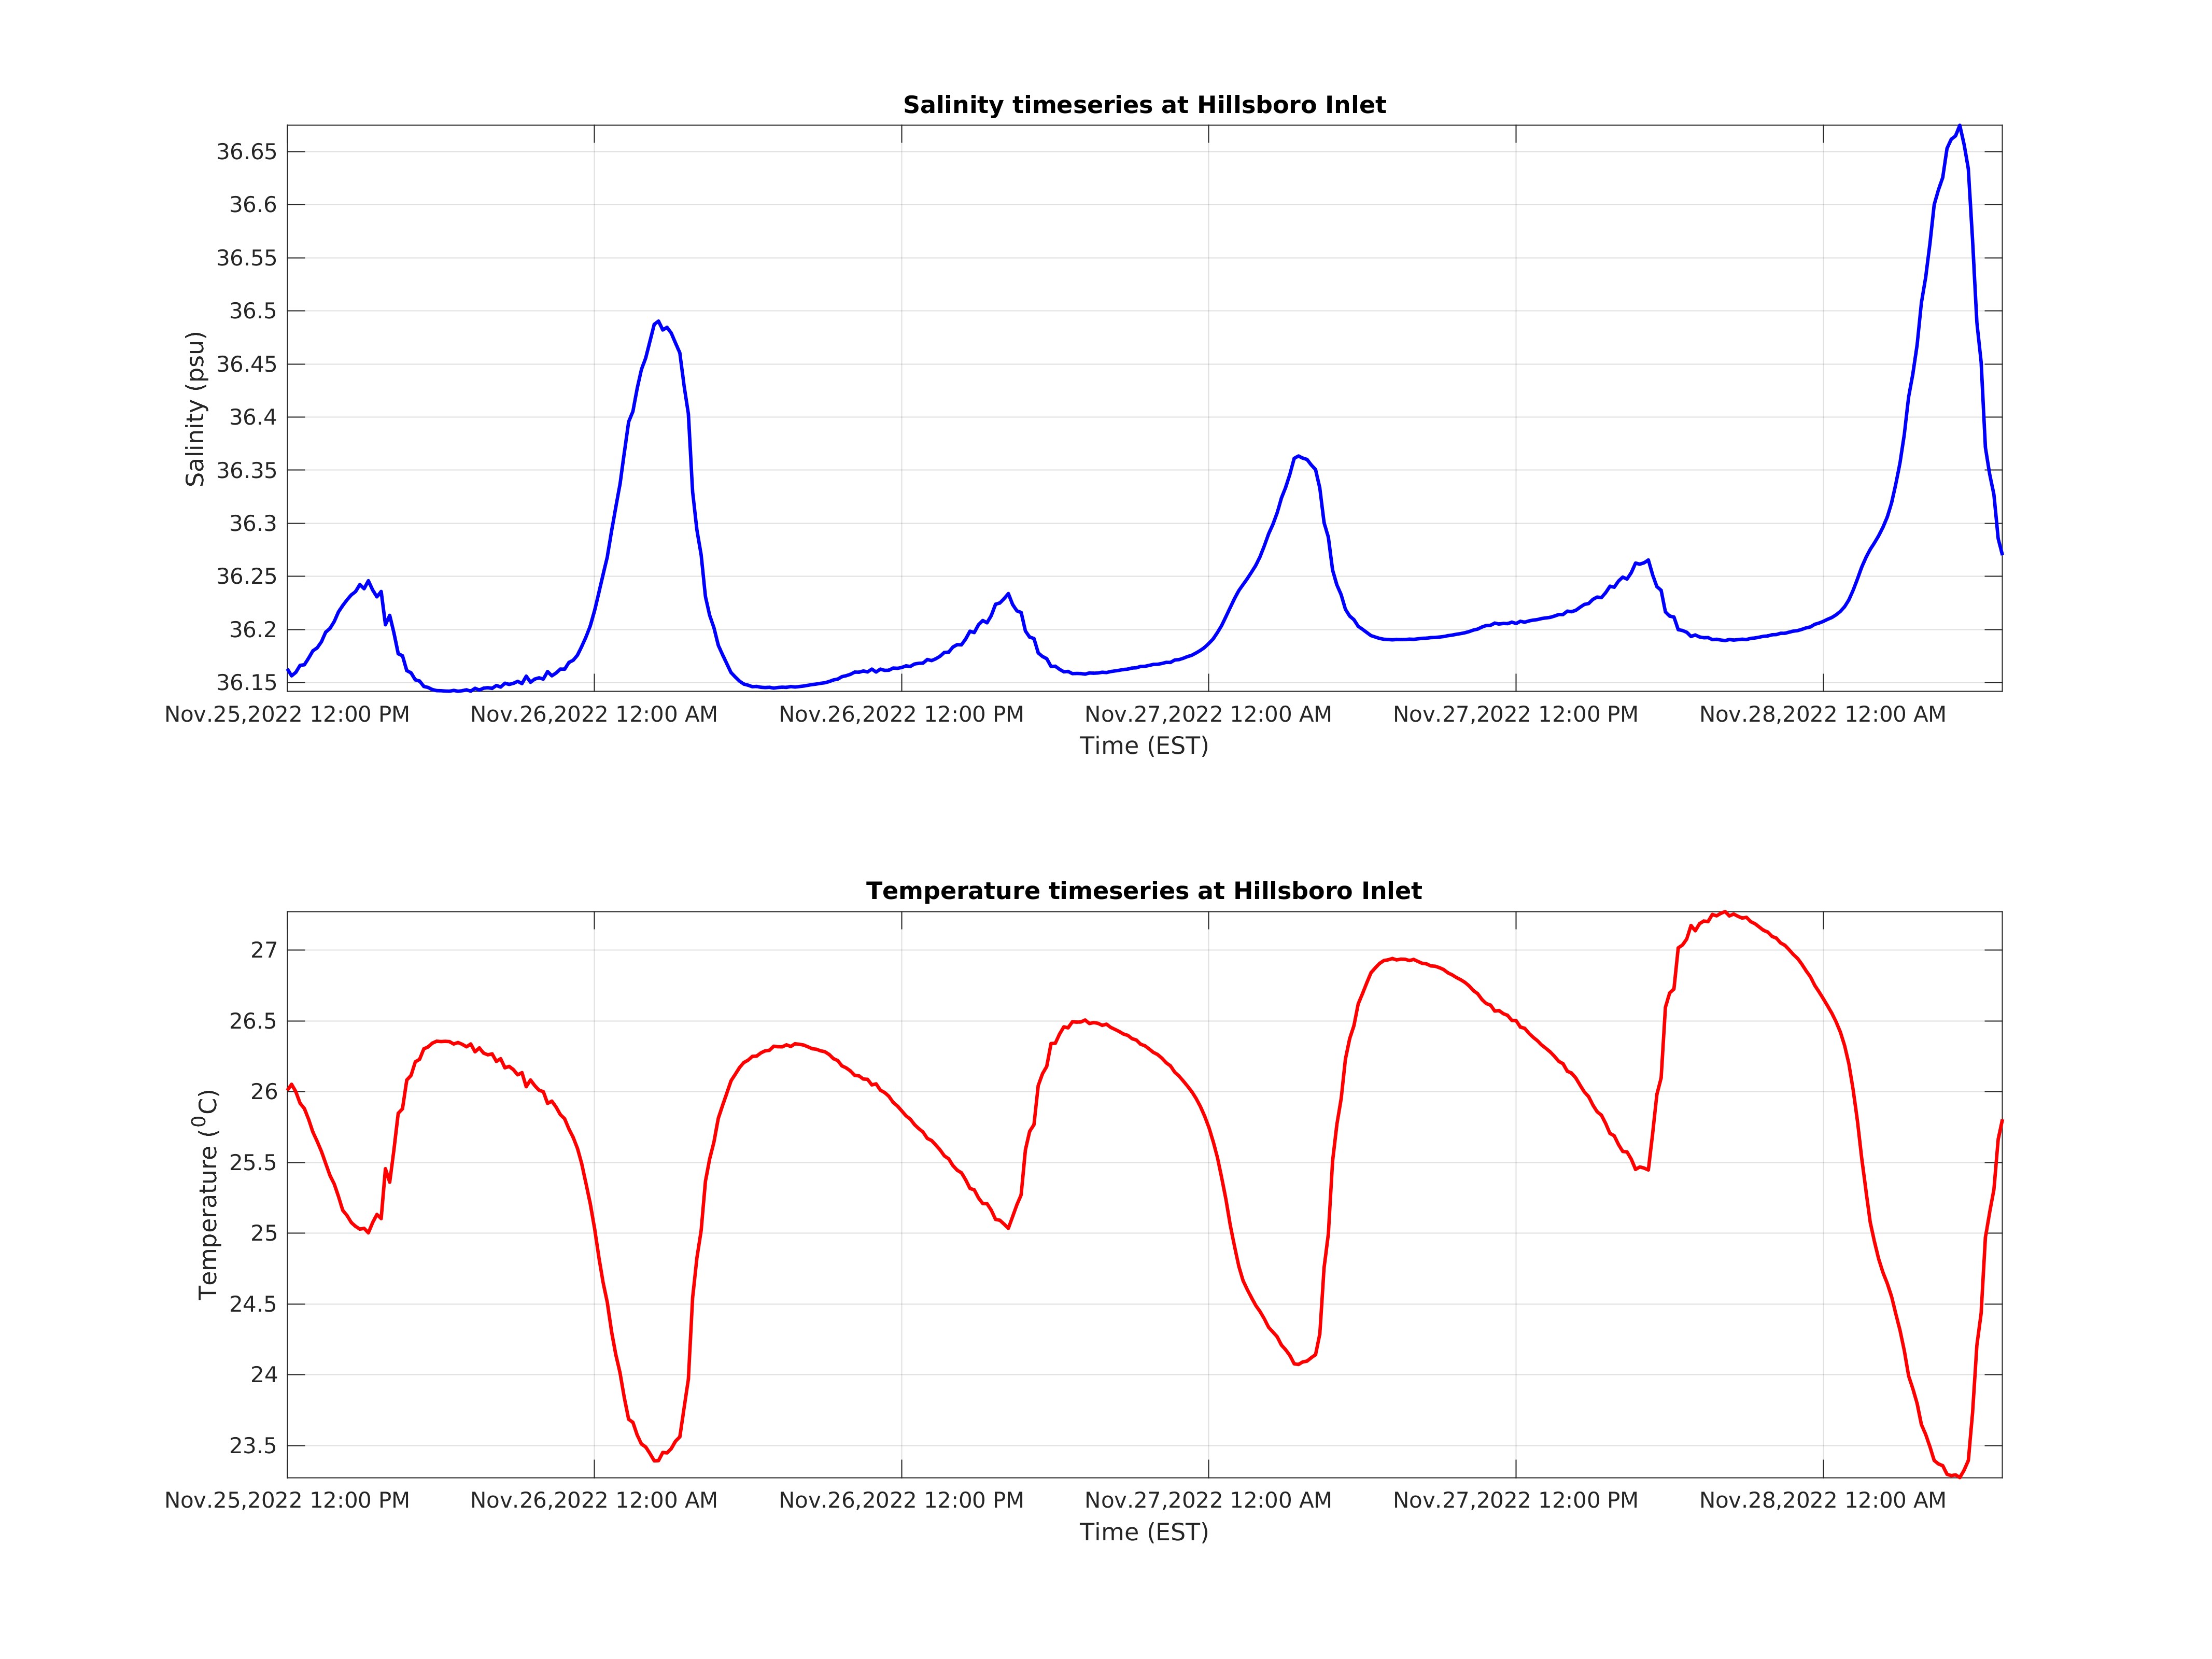 Salinity timeseries at Hillsboro Inlet
36.65
36.6
36.55
36.5
36.45
36.4
36.35
36.3
36.25
36.2
36.15
Salinity (psu)
Nov.25,2022 12:00 PM Nov.26,2022 12:00 AM Nov.26,2022 12:00 PM Nov.27,2022 12:00 AM Nov.27,2022 12:00 PM Nov.28,2022 12:00 AM
Time (EST)
Temperature timeseries at Hillsboro Inlet
27
26.5
26
25.5
25
24.5
24
23.5
Temperature (⁰C)
Nov.25,2022 12:00 PM Nov.26,2022 12:00 AM Nov.26,2022 12:00 PM Nov.27,2022 12:00 AM Nov.27,2022 12:00 PM Nov.28,2022 12:00 AM
Time (EST)